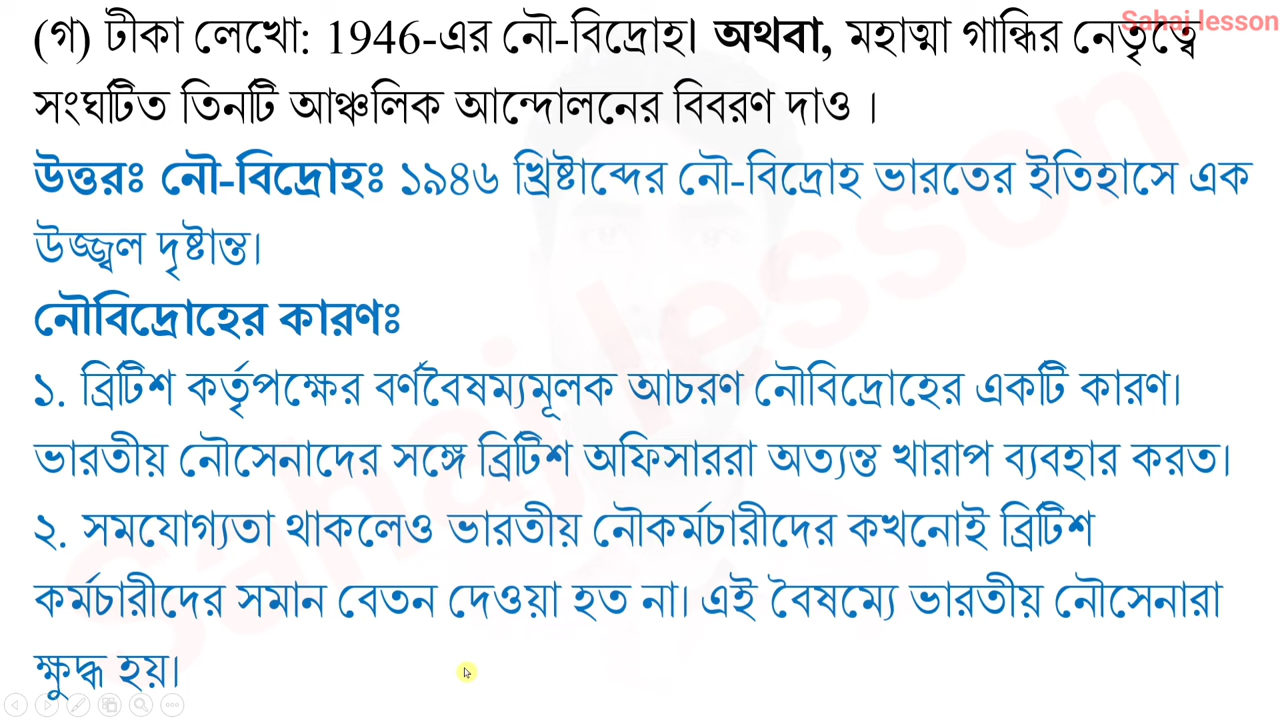 Sahaj lesson
(গ) টীকা লেখো: 1946-এর নৌ-বিদ্রোহ। অথবা, মহাত্মা গান্ধির নেতৃত্বে
সংঘটিত তিনটি আঞ্চলিক আন্দোলনের বিবরণ দাও ।
উত্তরঃ নৌ-বিদ্রোহঃ ১৯৪৬ খ্রিষ্টাব্দের নৌ-বিদ্রোহ ভারতের ইতিহাসে এক
উজ্জ্বল দৃষ্টান্ত।
নৌবিদ্রোহের কারণঃ
১. ব্রিটিশ কর্তৃপক্ষের বর্ণবৈষম্যমূলক আচরণ নৌবিদ্রোহের একটি কারণ।
ভারতীয় নৌসেনাদের সঙ্গে ব্রিটিশ অফিসাররা অত্যন্ত খারাপ ব্যবহার করত।
২. সমযোগ্যতা থাকলেও ভারতীয় নৌকর্মচারীদের কখনোই ব্রিটিশ
কর্মচারীদের সমান বেতন দেওয়া হত না। এই বৈষম্যে ভারতীয় নৌসেনারা
ক্ষুদ্ধ হয়।
Sahaj lesson